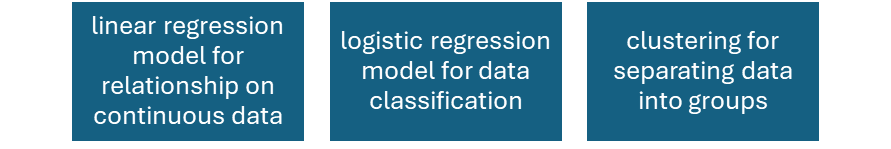 linear regression
model for
relationship on
continuous data
logistic regression
model for data
classification
clustering for
separating data
into groups